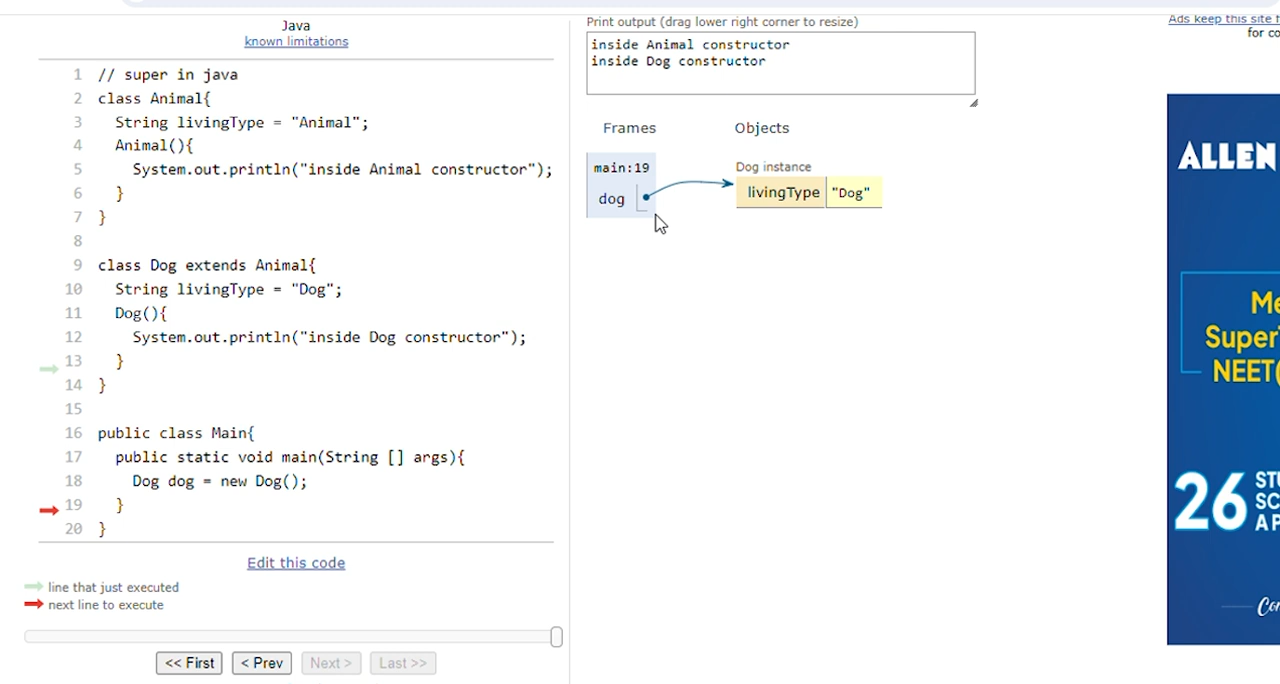 Java
known limitations
1 // super in java
2 class Animal{
3 String livingType = "Animal";
4 Animal(){
5 System.out.println("inside Animal constructor");
6 }
7 }
8
9 class Dog extends Animal{
10 String livingType = "Dog";
11 Dog(){
12 System.out.println("inside Dog constructor");
13 }
14 }
15
16 public class Main{
17 public static void main(String [] args){
18 Dog dog = new Dog();
19 }
20 }
Edit this code
line that just executed
next line to execute
<< First < Prev Next > Last >>
Print output (drag lower right corner to resize)
inside Animal constructor
inside Dog constructor
Frames Objects
main:19
dog
Dog instance
livingType "Dog"
Ads keep this site
for co
ALLEN
Me
Super
NEET(
26